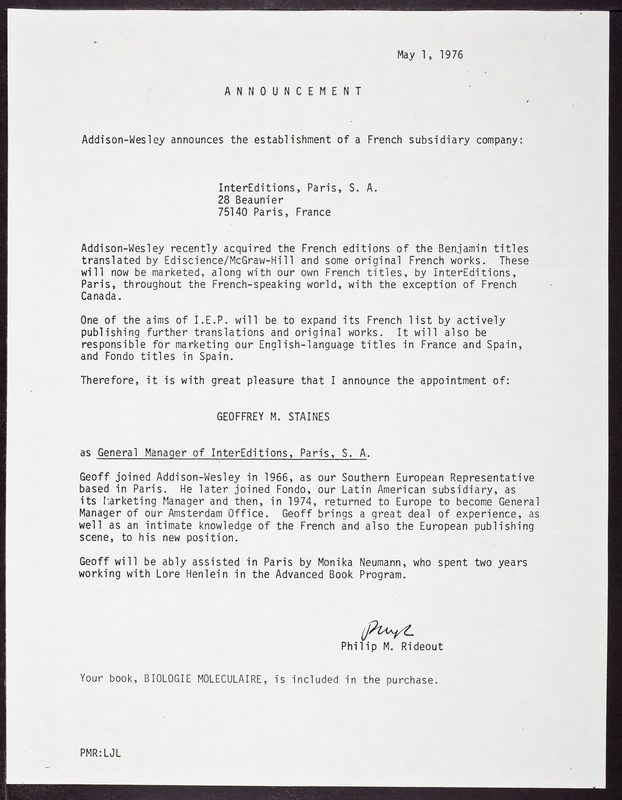 May 1, 1976
ANNOUNCEMENT
Addison-Wesley announces the establishment of a French subsidiary company:
InterEditions, Paris, S. A.
28 Beaunier
75140 Paris, France
Addison-Wesley recently acquired the French editions of the Benjamin titles
translated by Ediscience/McGraw-Hill and some original French works. These
will now be marketed, along with our own French titles, by InterEditions,
Paris, throughout the French-speaking world, with the exception of French
Canada.
One of the aims of I.E.P. will be to expand its French list by actively
publishing further translations and original works. It will also be
responsible for marketing our English-language titles in France and Spain,
and Fondo titles in Spain.
Therefore, it is with great pleasure that I announce the appointment of:
GEOFFREY M. STAINES
as General Manager of InterEditions, Paris, S. A.
Geoff joined Addison-Wesley in 1966, as our Southern European Representative
based in Paris. He later joined Fondo, our Latin American subsidiary, as
its Marketing Manager and then, in 1974, returned to Europe to become General
Manager of our Amsterdam Office. Geoff brings a great deal of experience, as
well as an intimate knowledge of the French and also the European publishing
scene, to his new position.
Geoff will be ably assisted in Paris by Monika Neumann, who spent two years
working with Lore Henlein in the Advanced Book Program.
Philip M. Rideout
Your book, BIOLOGIE MOLECULAIRE, is included in the purchase.
PMR:LJL